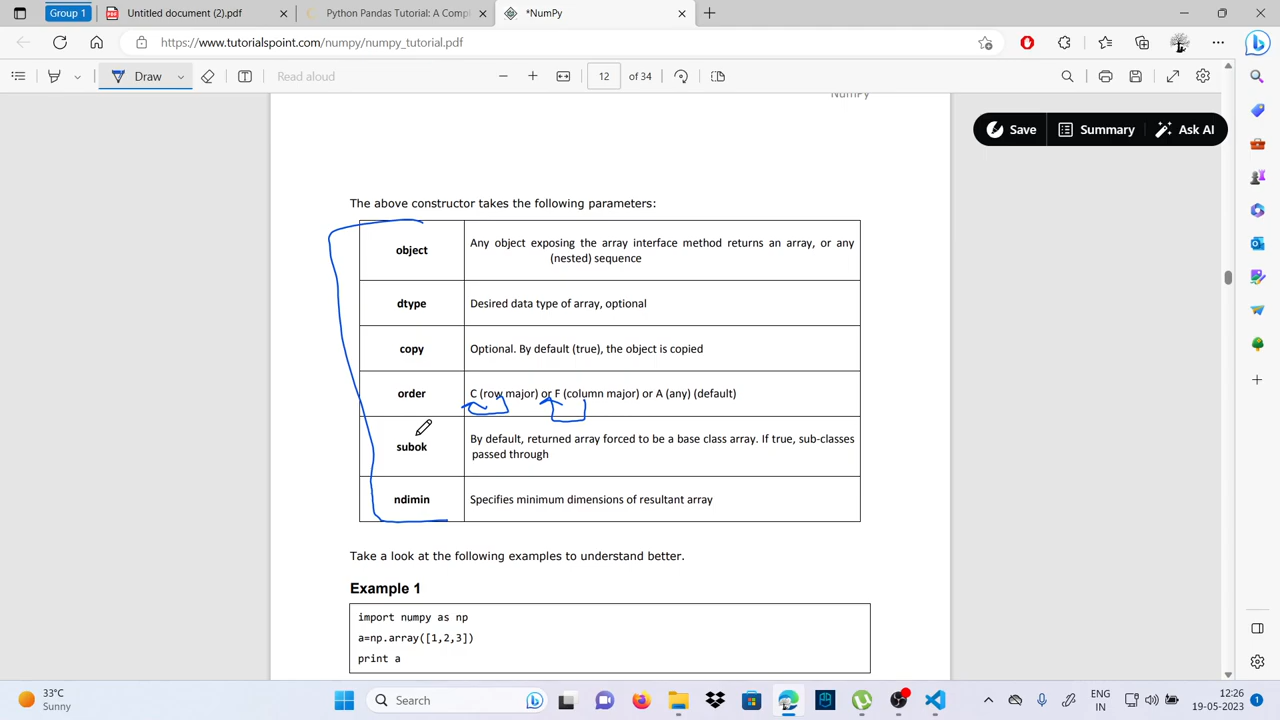 Group 1
Untitled document (2).pdf
Python Pandas Tutorial: A Compl
*NumPy
https://www.tutorialspoint.com/numpy/numpy_tutorial.pdf
Draw
Read aloud
12
of 34
NumPy
Save
Summary
Ask AI
The above constructor takes the following parameters:
object
Any object exposing the array interface method returns an array, or any
(nested) sequence
dtype
Desired data type of array, optional
copy
Optional. By default (true), the object is copied
order
C (row major) or F (column major) or A (any) (default)
subok
By default, returned array forced to be a base class array. If true, sub-classes
passed through
ndimin
Specifies minimum dimensions of resultant array
Take a look at the following examples to understand better.
Example 1
import numpy as np
a=np.array([1,2,3])
print a
33°C
Sunny
Search
ENG
IN
12:26
19-05-2023
1